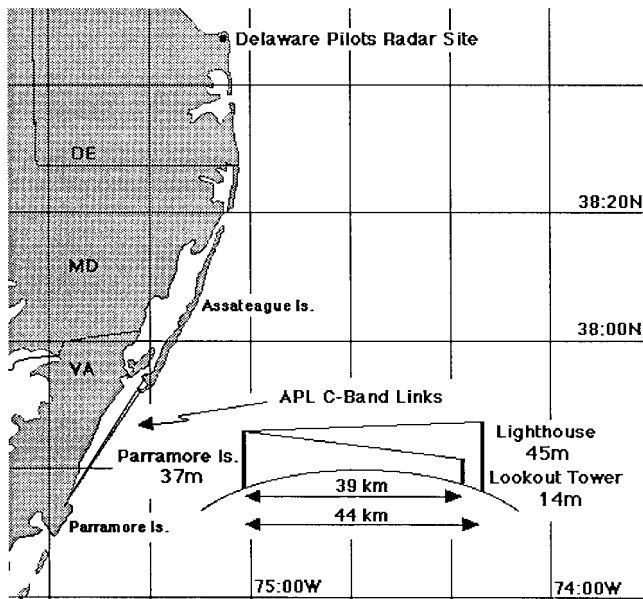 Delaware Pilots Radar Site
DE
38:20N
MD
Assateague Is.
38:00N
VA
APL C-Band Links
Lighthouse
45m
Parramore Is.
37m
Lookout Tower
14m
39 km
44 km
Parramore Is.
75:00W
74:00W